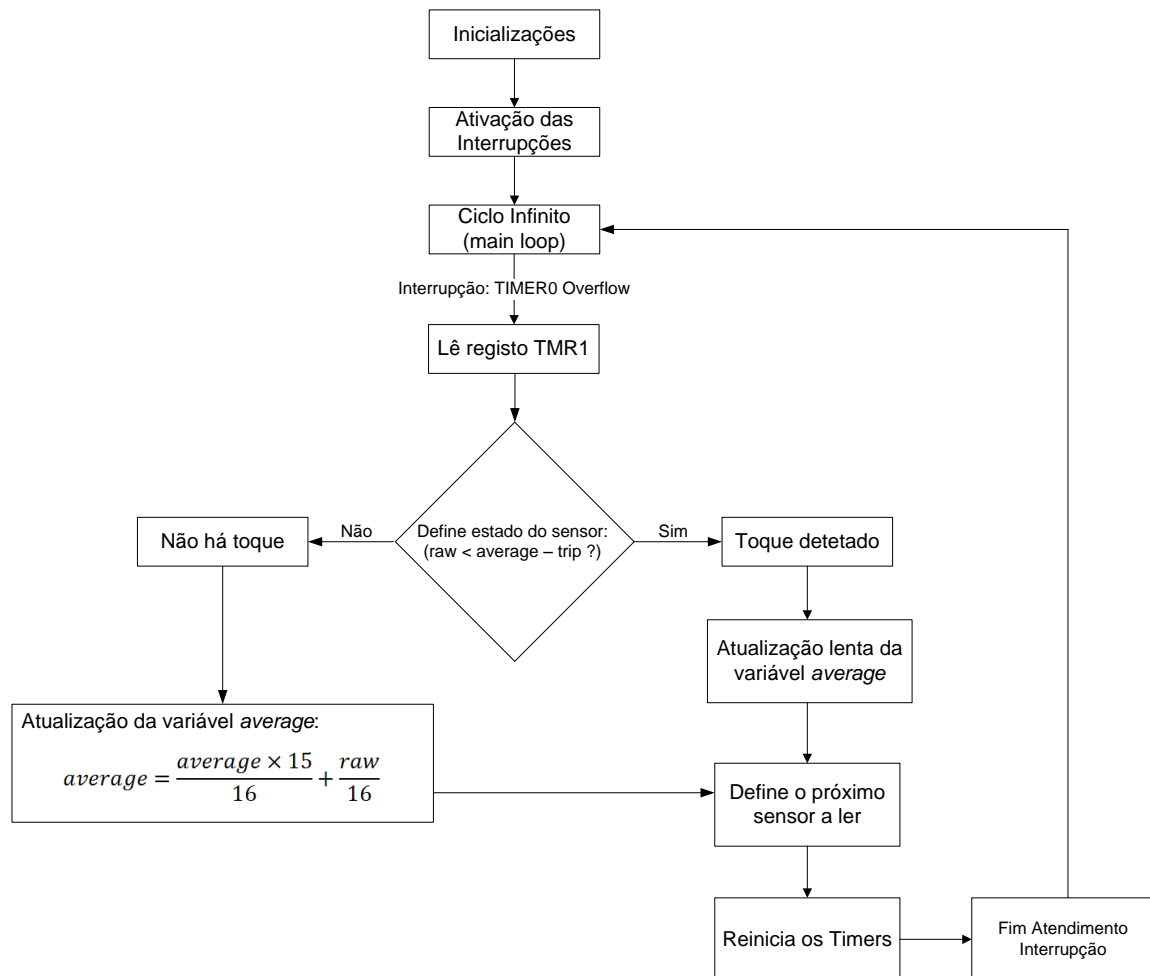 Inicializações
Ativação das
Interrupções
Ciclo Infinito
(main loop)
Interrupção: TIMER0 Overflow
Lê registo TMR1
Define estado do sensor:
(raw < average – trip ?)
Não
Sim
Não há toque
Toque detetado
Atualização lenta da
variável average
Atualização da variável average:
average = average × 15 / 16 + raw / 16
Define o próximo
sensor a ler
Reinicia os Timers
Fim Atendimento
Interrupção